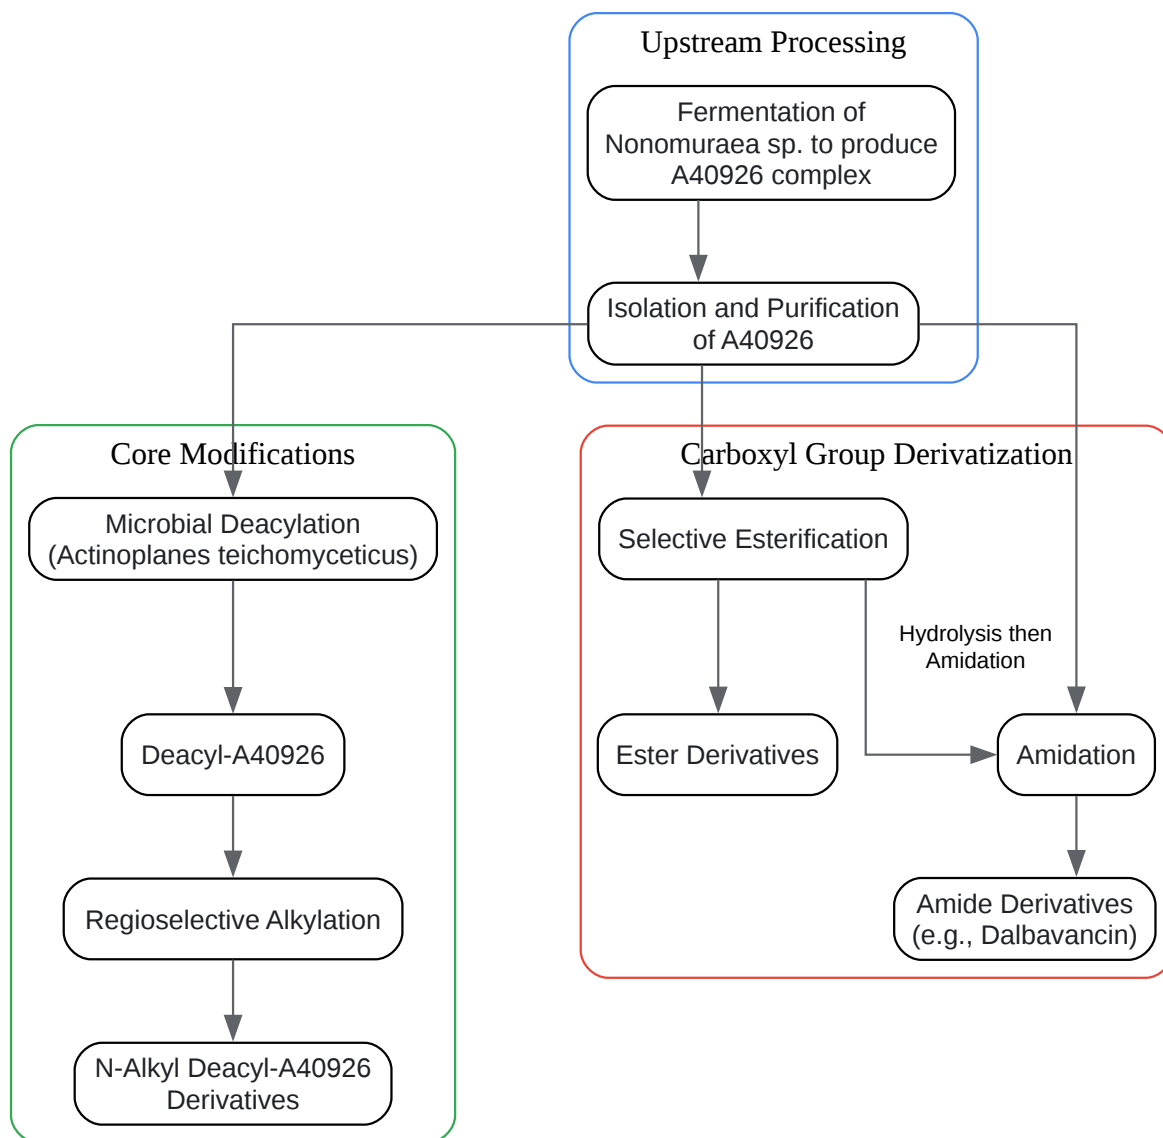 Upstream Processing
Fermentation of
Nonomuraea sp. to produce
A40926 complex
Isolation and Purification
of A40926
Core Modifications
Microbial Deacylation
(Actinoplanes teichomyceticus)
Deacyl-A40926
Regioselective Alkylation
N-Alkyl Deacyl-A40926
Derivatives
Carboxyl Group Derivatization
Selective Esterification
Hydrolysis then
Amidation
Ester Derivatives
Amidation
Amide Derivatives
(e.g., Dalbavancin)